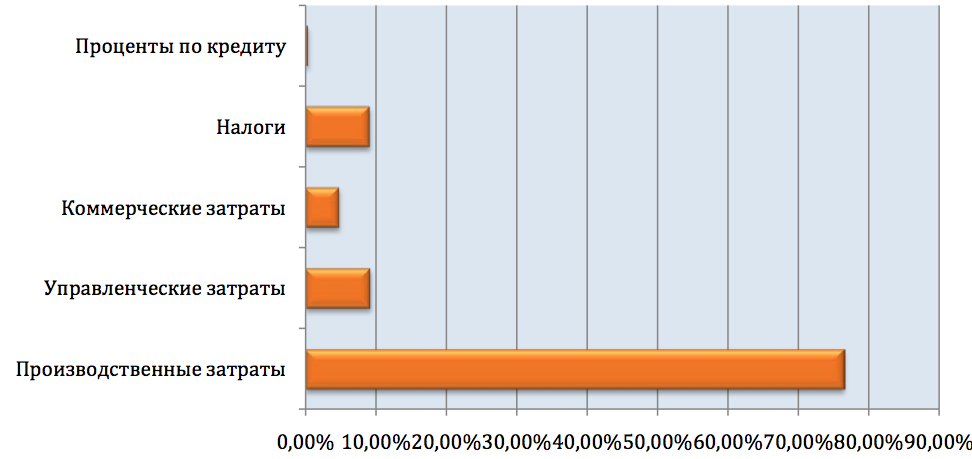 Проценты по кредиту
Налоги
Коммерческие затраты
Управленческие затраты
Производственные затраты
0,00% 10,00%20,00%30,00%40,00%50,00%60,00%70,00%80,00%90,00%